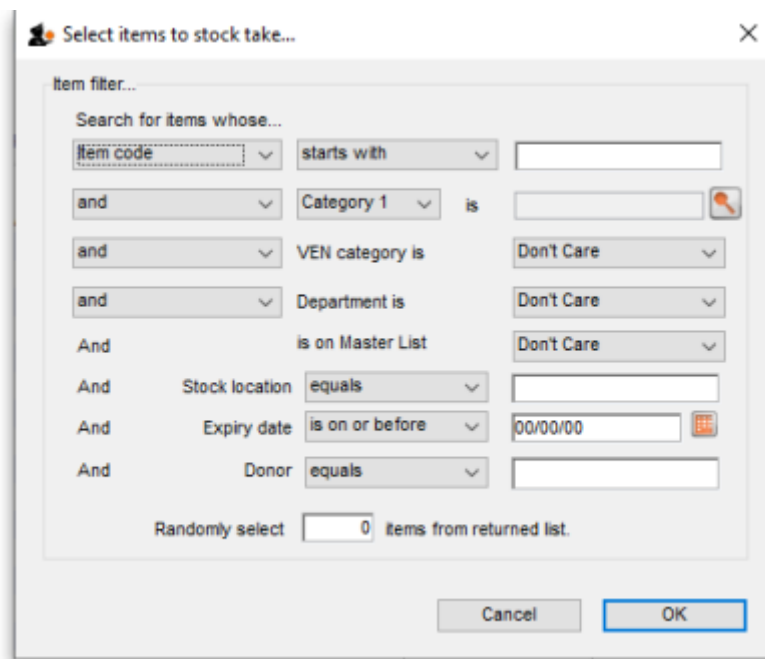 Select items to stock take...
Item filter...
Search for items whose...
Item code starts with
and Category 1 is
and VEN category is Don't Care
and Department is Don't Care
And is on Master List Don't Care
And Stock location equals
And Expiry date is on or before 00/00/00
And Donor equals
Randomly select 0 items from returned list.
Cancel OK